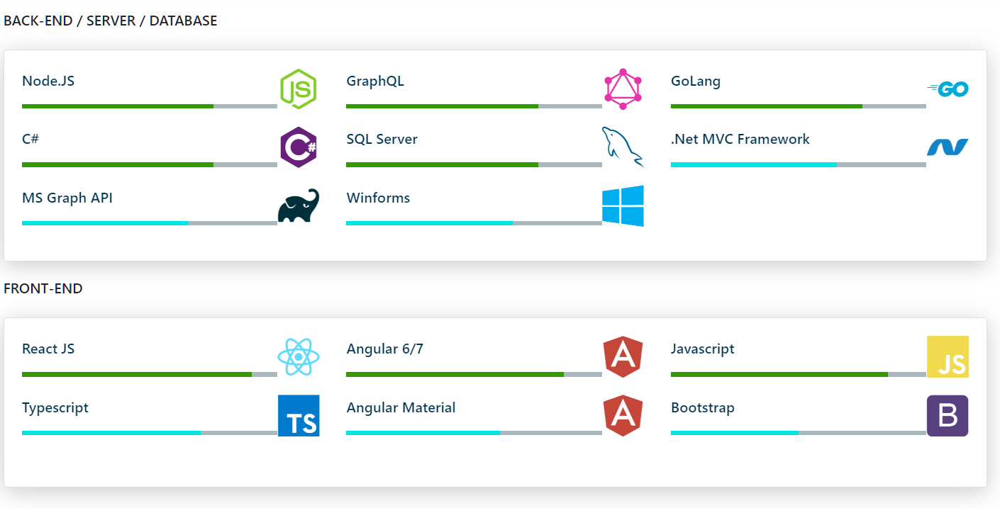 BACK-END / SERVER / DATABASE
Node.JS
JS
GraphQL
GoLang
GO
C#
C#
SQL Server
.Net MVC Framework
MS Graph API
Winforms
FRONT-END
React JS
Angular 6/7
A
Javascript
JS
Typescript
TS
Angular Material
A
Bootstrap
B